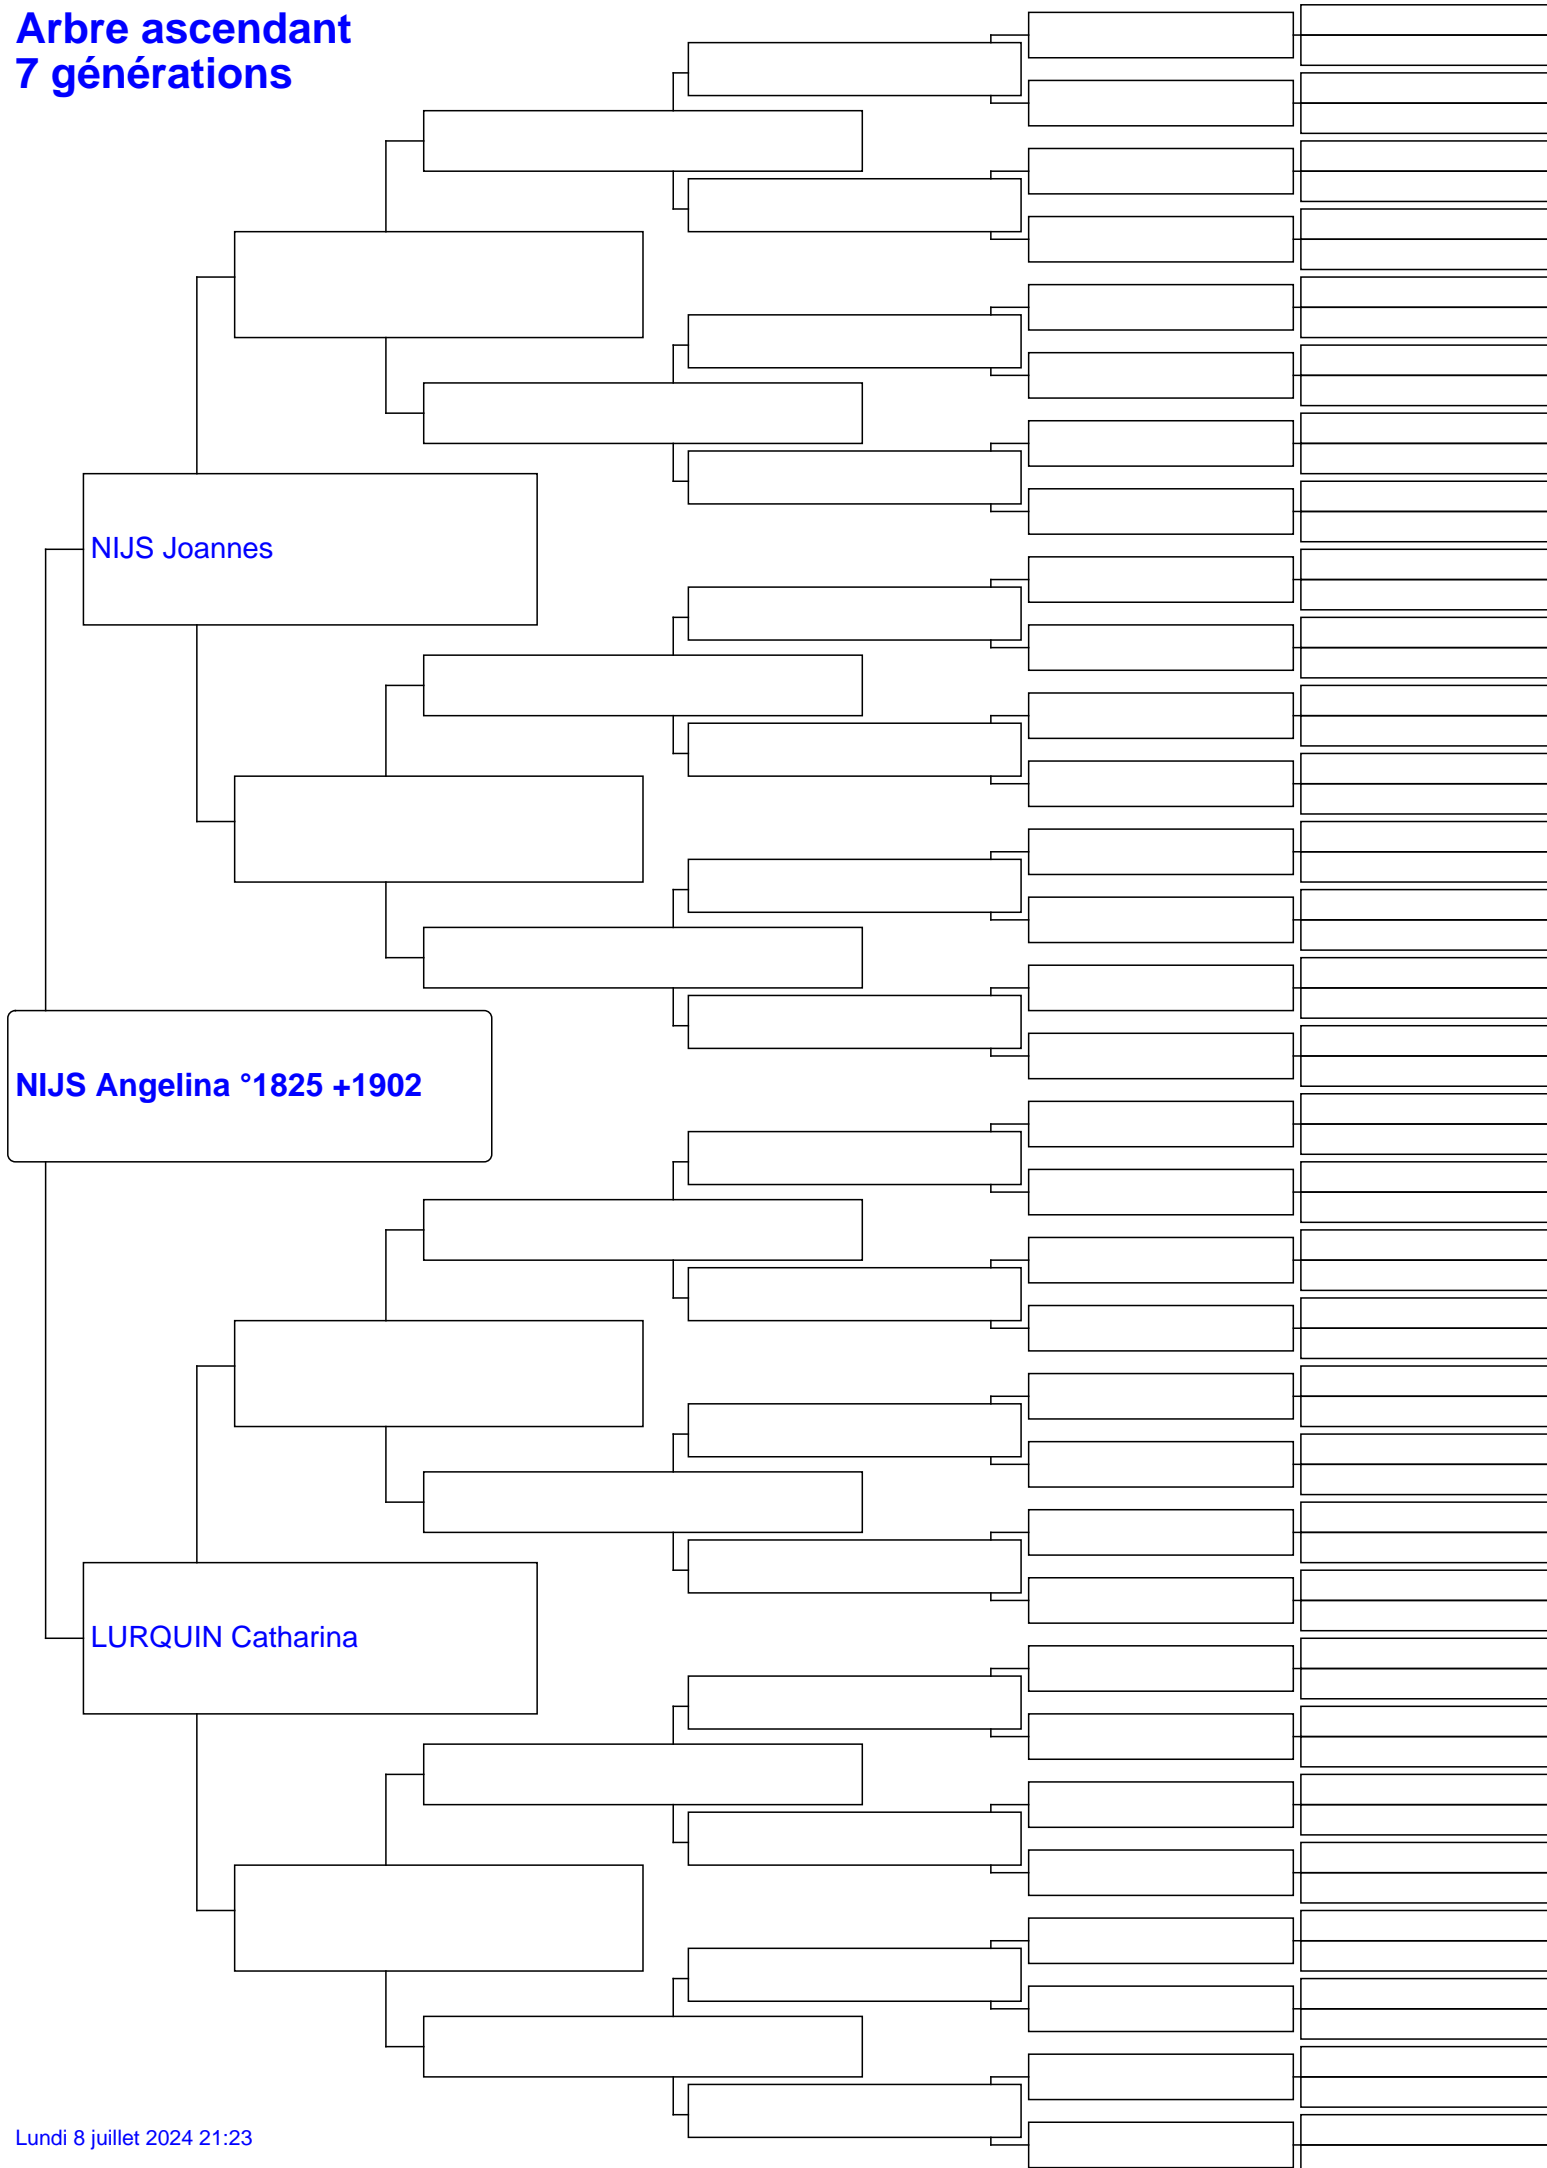 Arbre ascendant
7 générations
NIJS Joannes
NIJS Angelina °1825 +1902
LURQUIN Catharina
Lundi 8 juillet 2024 21:23